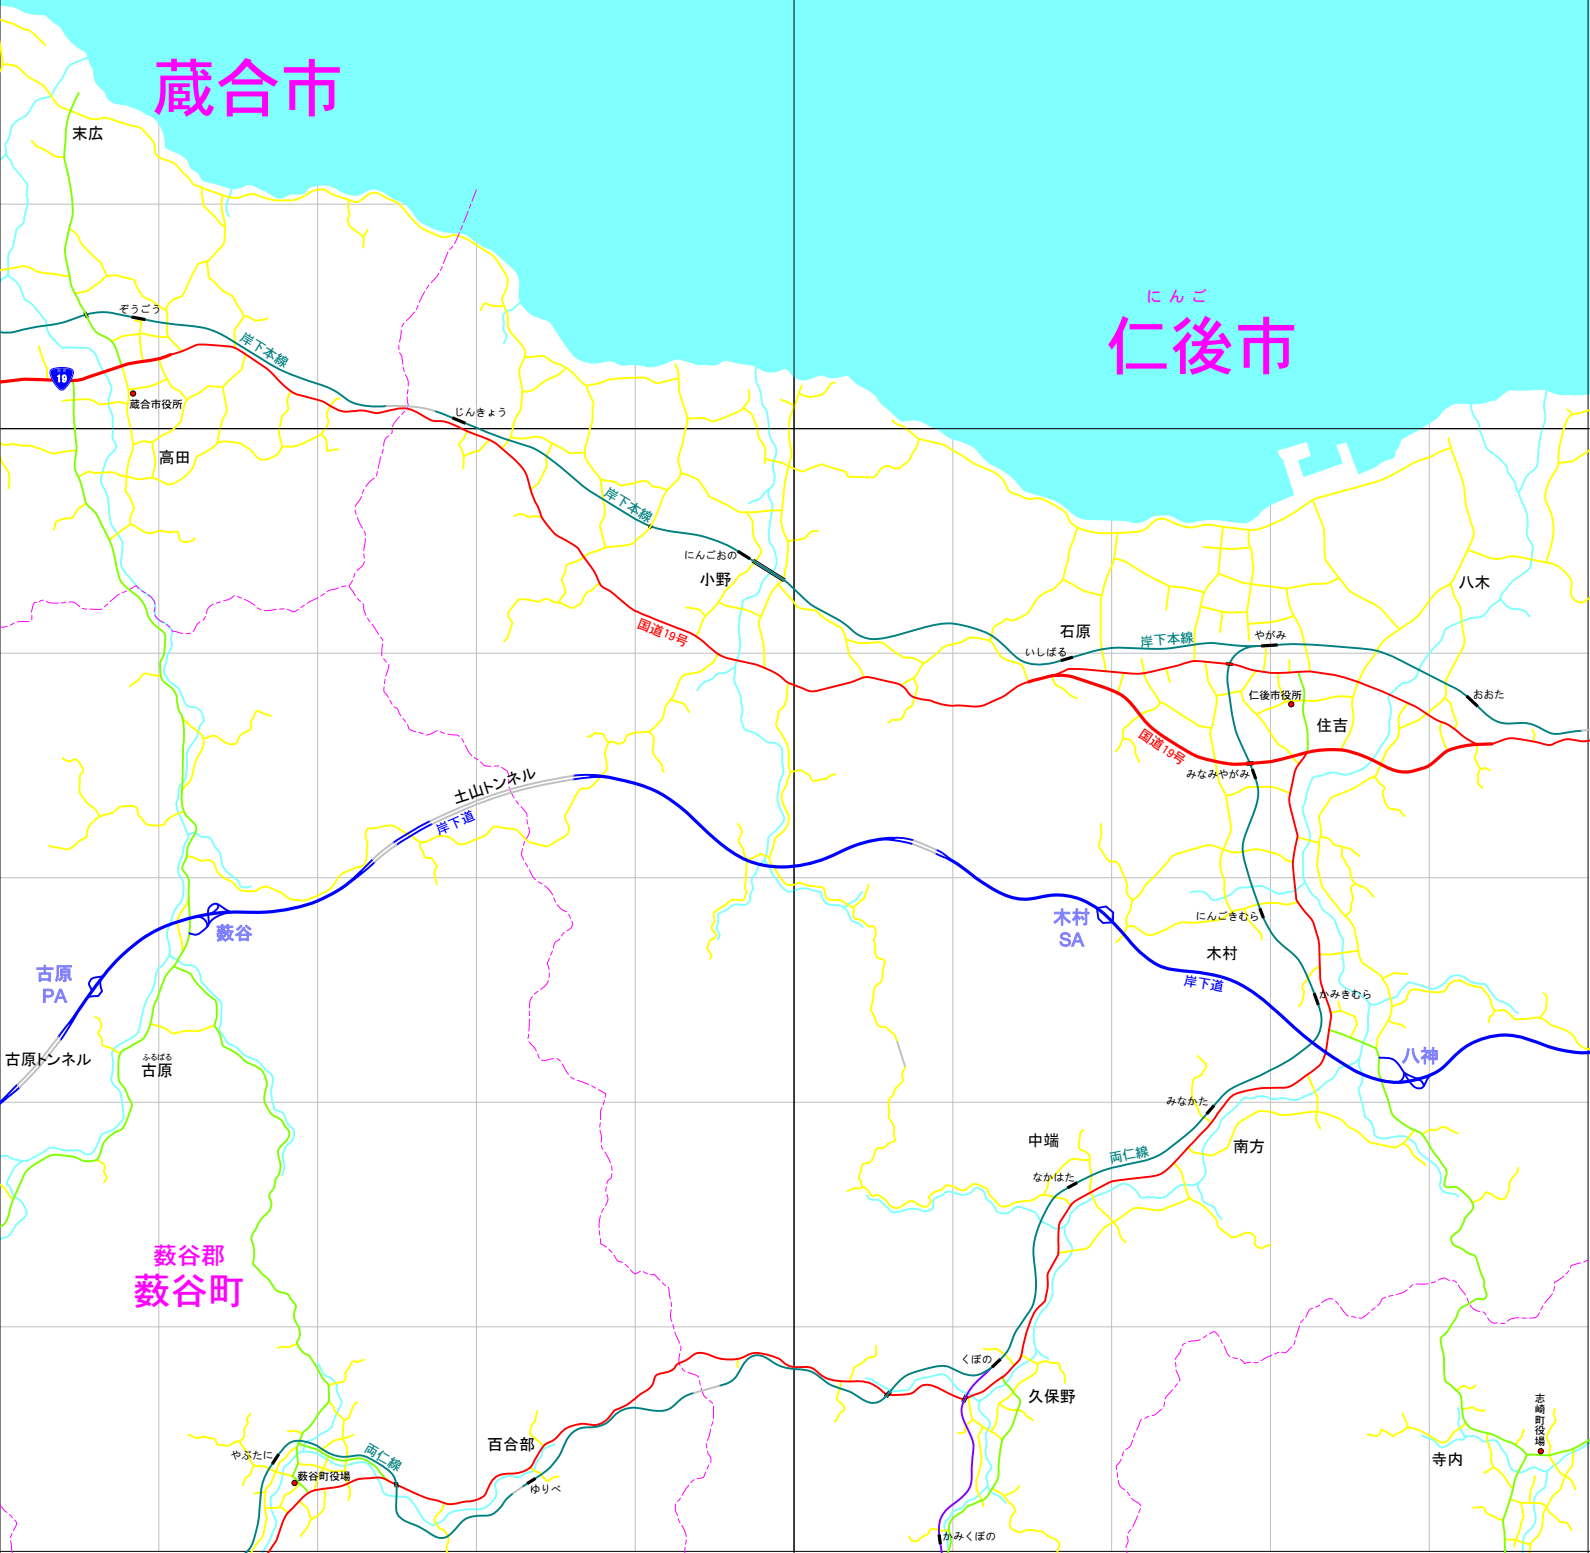 蔵合市
末広
にんご
仁後市
ぞうごう
岸下本線
19
蔵合市役所
じんきょう
高田
岸下本線
にんごおの
小野
八木
国道19号
石原
いしばる
岸下本線
やがみ
仁後市役所
おおた
住吉
国道19号
みなみやがみ
土山トンネル
岸下道
薮谷
木村
SA
にんごきむら
木村
古原
PA
岸下道
かみきむら
古原トンネル
ふるばる
古原
八神
みなかた
中端
南方
両仁線
なかはた
薮谷郡
薮谷町
くぼの
久保野
志崎町役場
百合部
やぶたに
両仁線
寺内
薮谷町役場
ゆりべ
かみくぼの